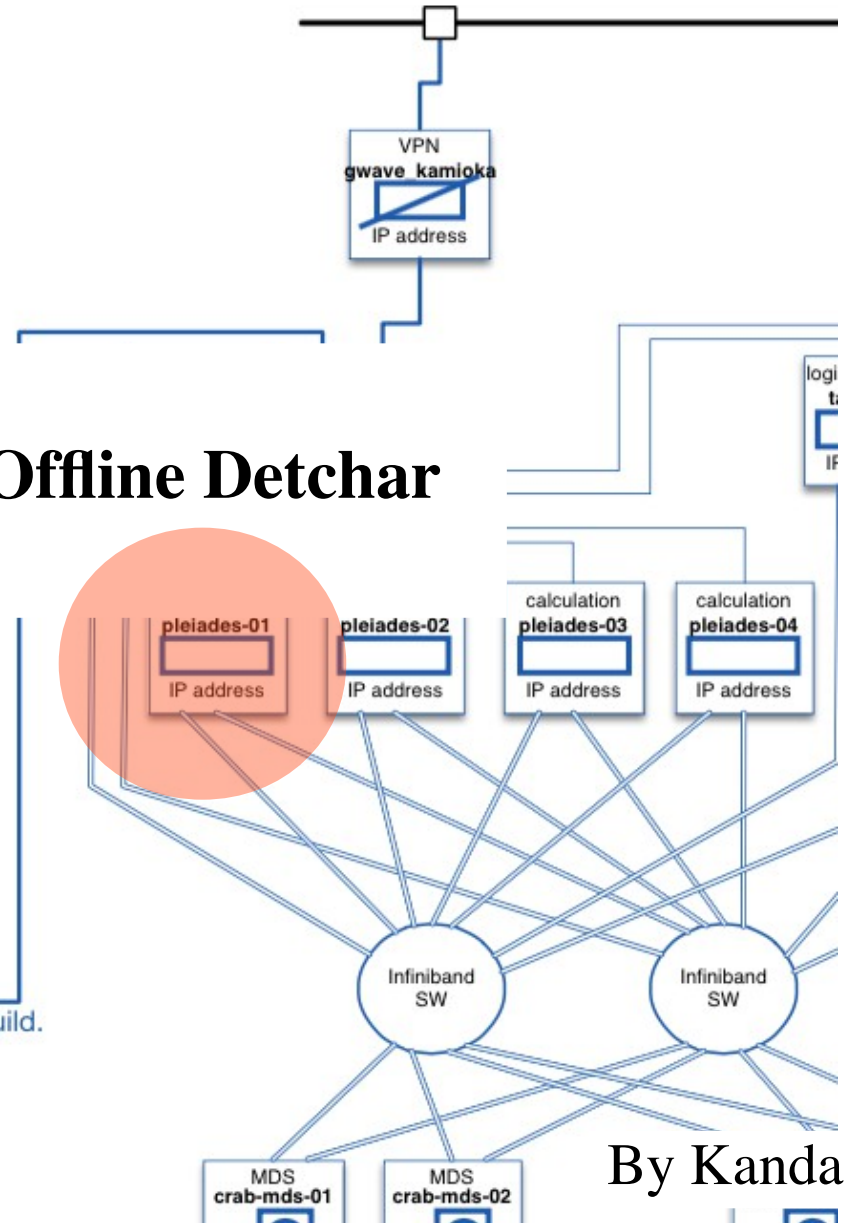 VPN
gwave_kamioka
IP address
logi
IP
Offline Detchar
calculation
calculation
pleiades-01
pleiades-02
pleiades-03
pleiades-04
IP address
IP address
IP address
IP address
Infiniband
SW
Infiniband
SW
uild.
By Kanda
MDS
crab-mds-01
MDS
crab-mds-02